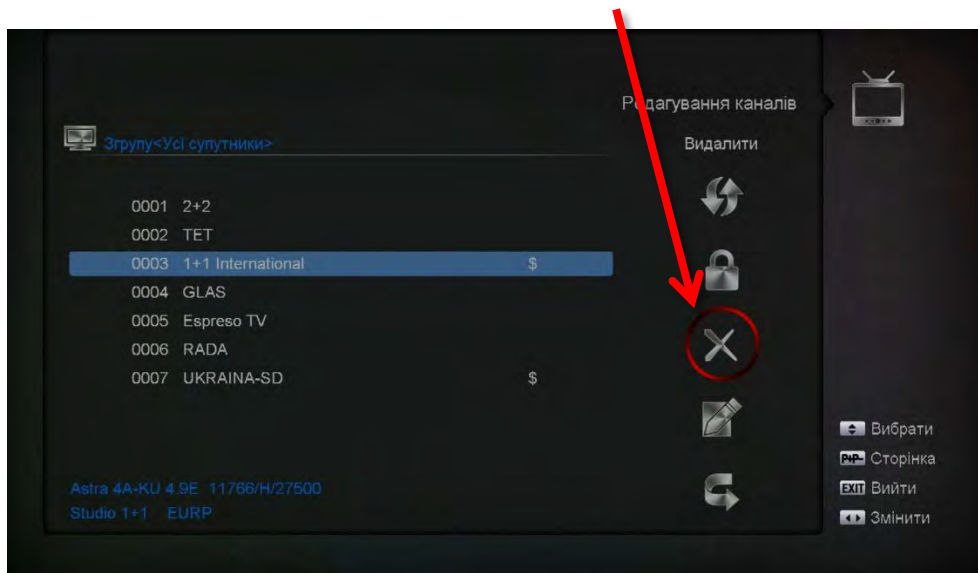 Редагування каналів
Згрупу<Усі супутники>
Видалити
0001 2+2
0002 TET
0003 1+1 International $
0004 GLAS
0005 Espreso TV
0006 RADA
0007 UKRAINA-SD $
Вибрати
P+P- Сторінка
Astra 4A-KU 4.9E 11766/H/27500
EXIT Вийти
Studio 1+1 EURP
Змінити